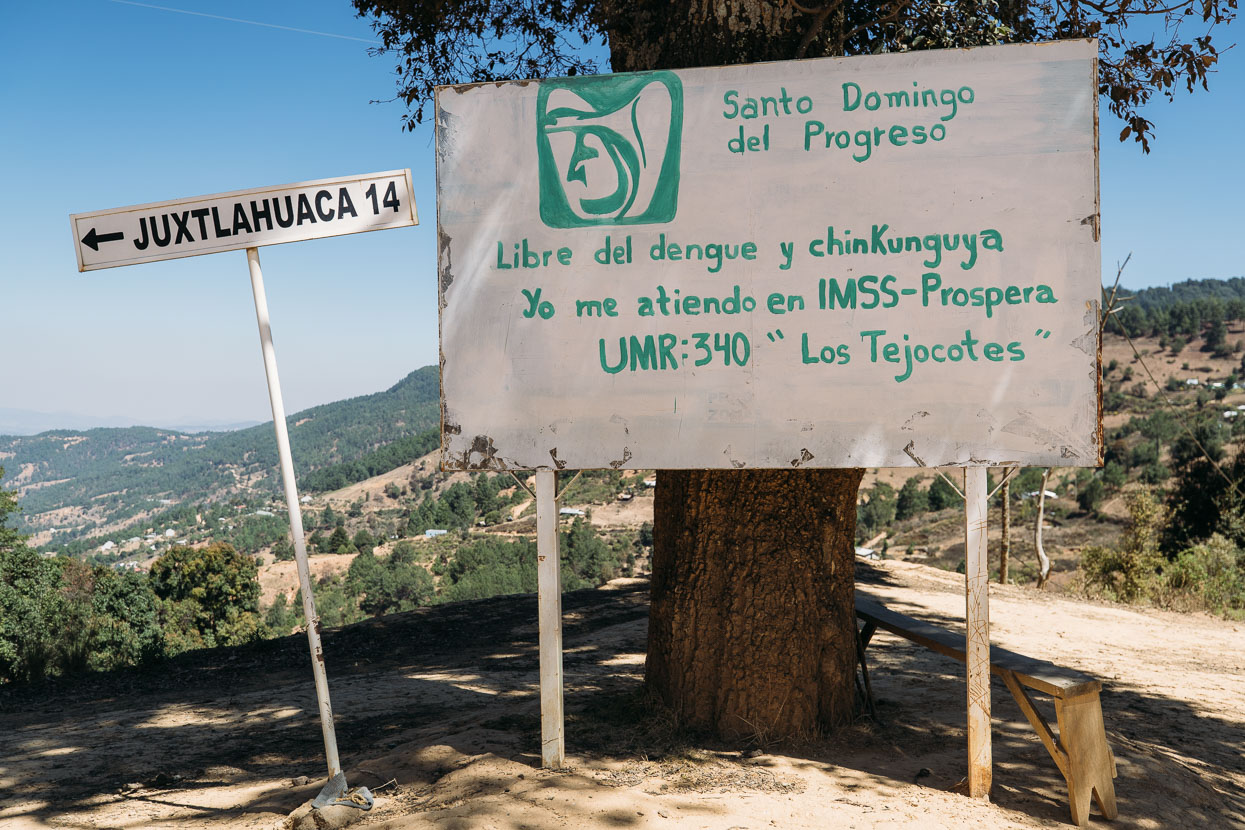 JUXTLAHUACA 14
Santo Domingo
del Progreso
Libre del dengue y chinKunguya
Yo me atiendo en IMSS-Prospera
UMR:340 " Los Tejocotes "